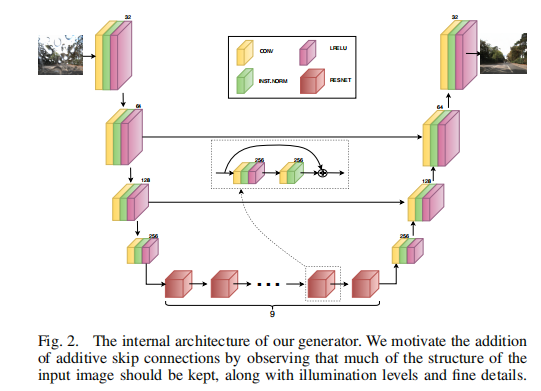 32
32
CONV
LRELU
INST.NORM
RESNET
64
64
256
256
128
128
256
256
9
Fig. 2. The internal architecture of our generator. We motivate the addition
of additive skip connections by observing that much of the structure of the
input image should be kept, along with illumination levels and fine details.